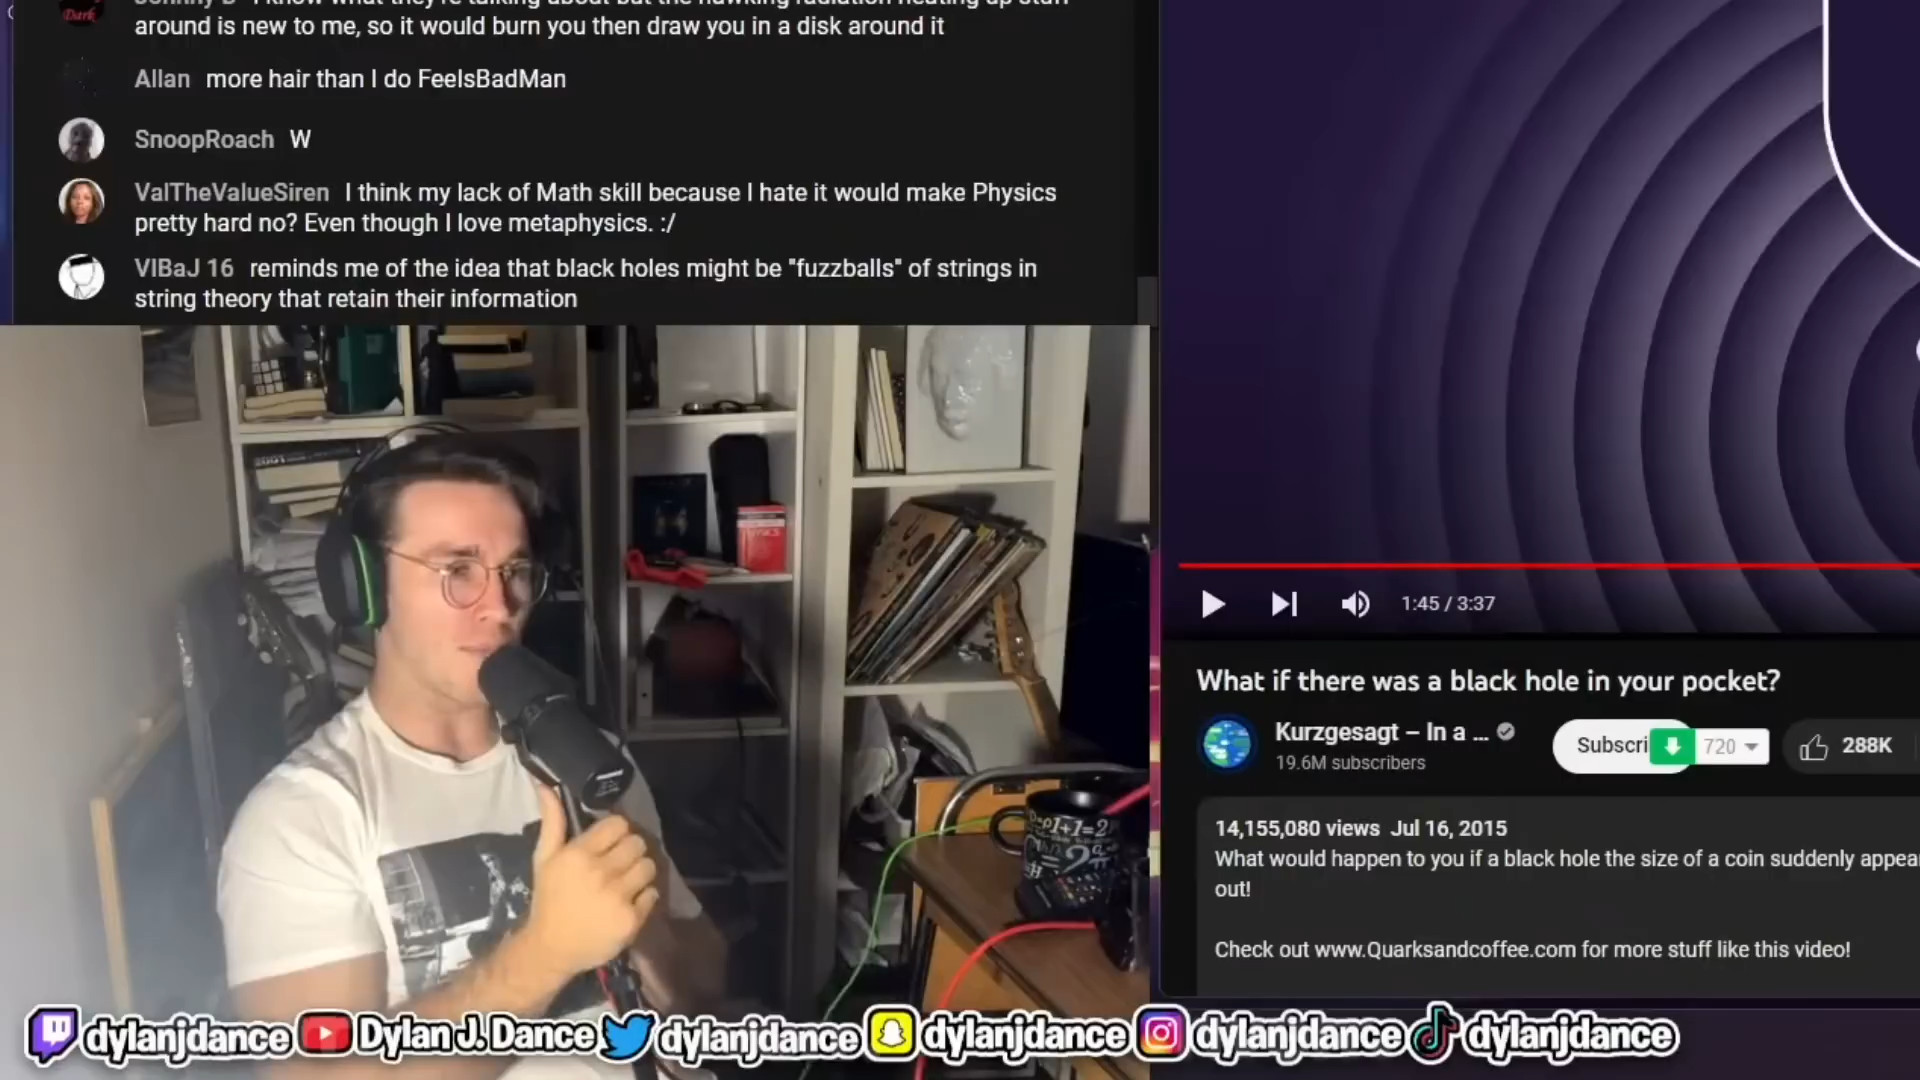 around is new to me, so it would burn you then draw you in a disk around it
Allan more hair than I do FeelsBadMan
SnoopRoach W
ValTheValueSiren I think my lack of Math skill because I hate it would make Physics
pretty hard no? Even though I love metaphysics. :/
VIBaJ 16 reminds me of the idea that black holes might be "fuzzballs" of strings in
string theory that retain their information
1:45 / 3:37
What if there was a black hole in your pocket?
Kurzgesagt – In a ...
19.6M subscribers
Subscri
720
288K
14,155,080 views Jul 16, 2015
What would happen to you if a black hole the size of a coin suddenly appear
out!
Check out www.Quarksandcoffee.com for more stuff like this video!
1+1=2
dylanjdance Dylan J. Dance dylanjdance dylanjdance dylanjdance dylanjdance